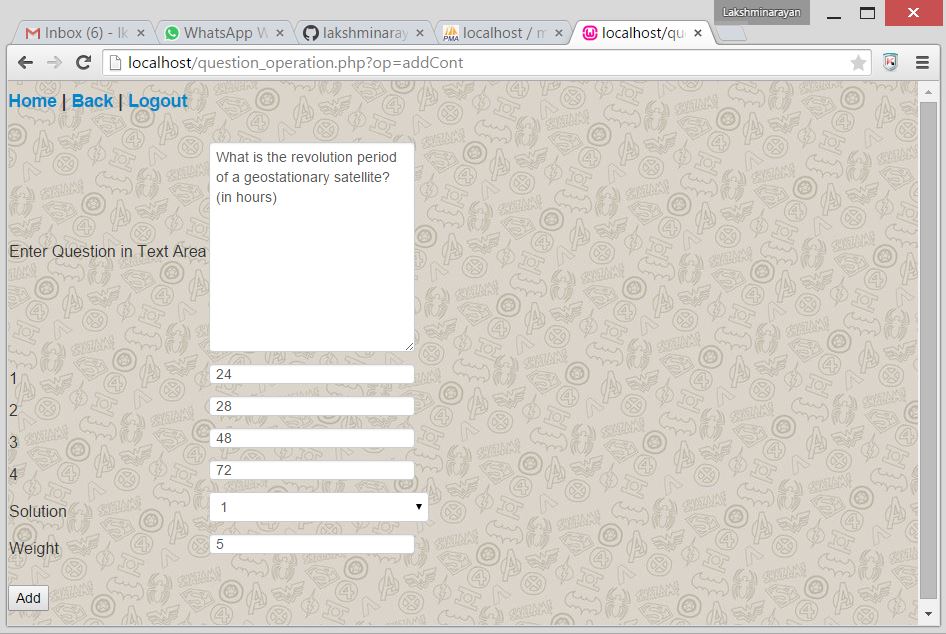 Lakshminarayan
Inbox (6) - lk
WhatsApp W
lakshminaray
localhost / m
localhost/qu
localhost/question_operation.php?op=addCont
Home | Back | Logout
What is the revolution period
of a geostationary satellite?
(in hours)
Enter Question in Text Area
1 24
2 28
3 48
4 72
Solution 1
Weight 5
Add